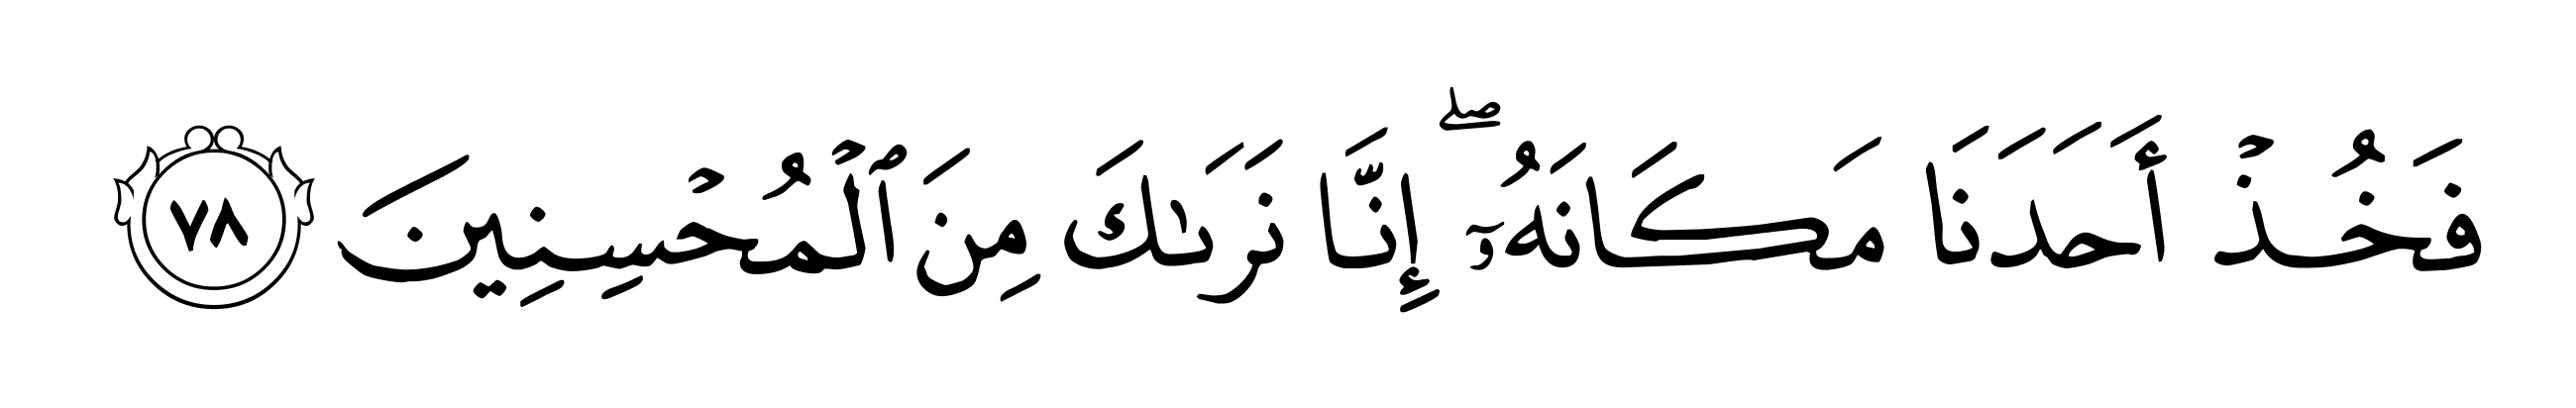 فَخُذۡ أَحَدَنَا مَكَانَهُۥٓۖ إِنَّا نَرَىٰكَ مِنَ ٱلۡمُحۡسِنِينَ ٧٨